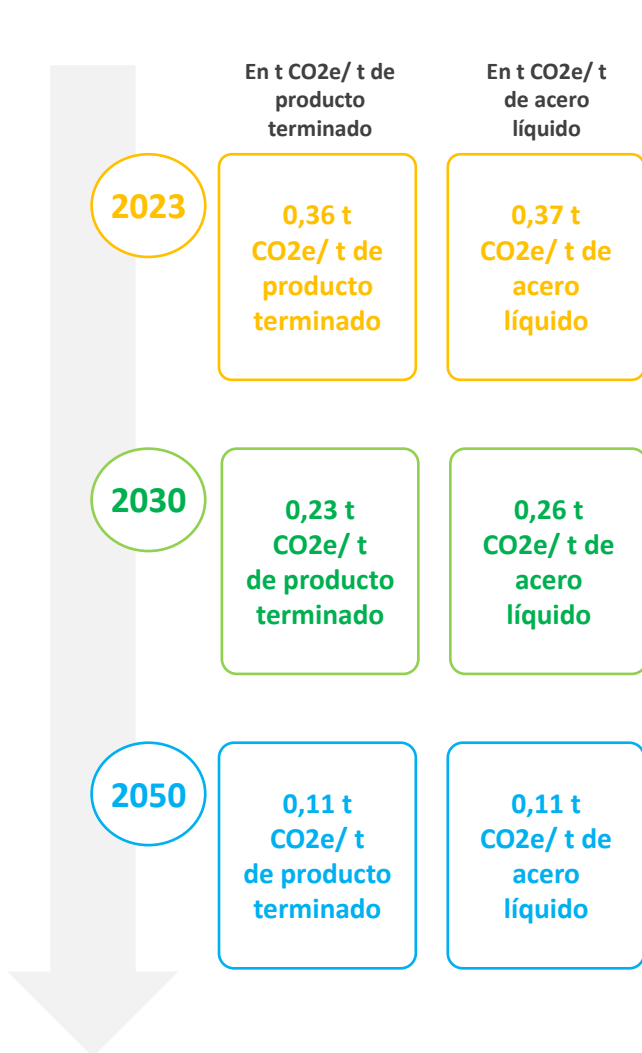 En t CO2e/ t de
producto
terminado
En t CO2e/ t
de acero
líquido
2023
0,36 t
CO2e/ t de
producto
terminado
0,37 t
CO2e/ t de
acero
líquido
2030
0,23 t
CO2e/ t
de producto
terminado
0,26 t
CO2e/ t de
acero
líquido
2050
0,11 t
CO2e/ t
de producto
terminado
0,11 t
CO2e/ t de
acero
líquido